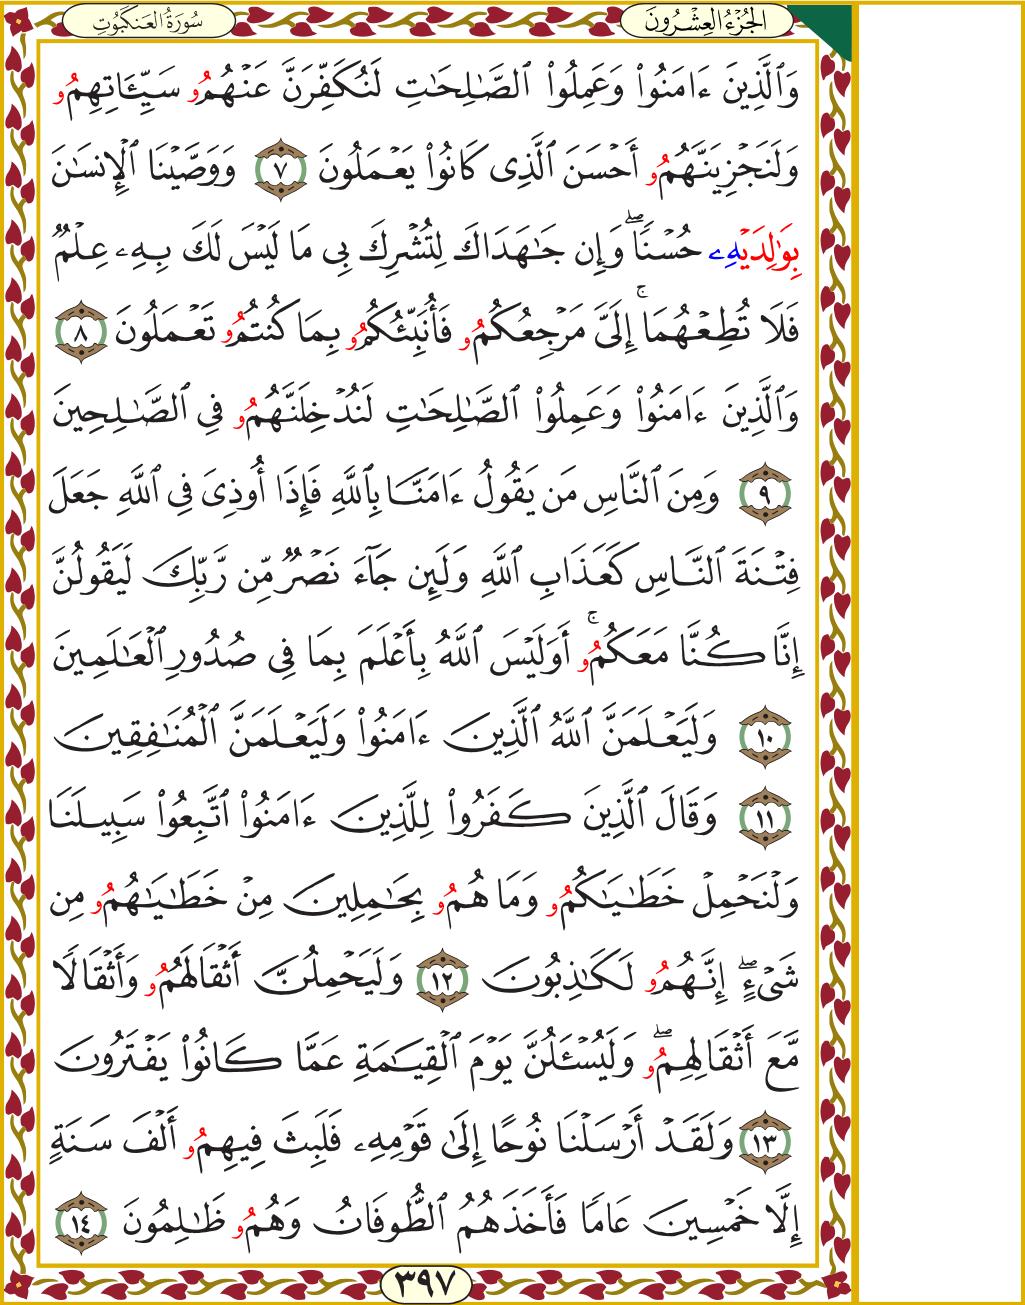 الجُزْءُ العِشْرُونَ
سُورَةُ العَنكَبُوتِ
وَٱلَّذِينَ ءَامَنُوا۟ وَعَمِلُوا۟ ٱلصَّٰلِحَٰتِ لَنُكَفِّرَنَّ عَنْهُمُو سَيِّـَٔاتِهِمُو
وَلَنَجْزِيَنَّهُمُو أَحْسَنَ ٱلَّذِى كَانُوا۟ يَعْمَلُونَ ٧ وَوَصَّيْنَا ٱلْإِنسَٰنَ
بِوَٰلِدَيْهِۦ حُسْنًاۖ وَإِن جَٰهَدَاكَ لِتُشْرِكَ بِى مَا لَيْسَ لَكَ بِهِۦ عِلْمٌ
فَلَا تُطِعْهُمَاۚ إِلَىَّ مَرْجِعُكُمُو فَأُنَبِّئُكُمُو بِمَا كُنتُمُو تَعْمَلُونَ ٨
وَٱلَّذِينَ ءَامَنُوا۟ وَعَمِلُوا۟ ٱلصَّٰلِحَٰتِ لَنُدْخِلَنَّهُمُو فِى ٱلصَّٰلِحِينَ
٩ وَمِنَ ٱلنَّاسِ مَن يَقُولُ ءَامَنَّا بِٱللَّهِ فَإِذَا أُوذِىَ فِى ٱللَّهِ جَعَلَ
فِتْنَةَ ٱلنَّاسِ كَعَذَابِ ٱللَّهِ وَلَئِن جَآءَ نَصْرٌ مِّن رَّبِّكَ لَيَقُولُنَّ
إِنَّا كُنَّا مَعَكُمُوۚ أَوَلَيْسَ ٱللَّهُ بِأَعْلَمَ بِمَا فِى صُدُورِ ٱلْعَٰلَمِينَ
١٠ وَلَيَعْلَمَنَّ ٱللَّهُ ٱلَّذِينَ ءَامَنُوا۟ وَلَيَعْلَمَنَّ ٱلْمُنَٰفِقِينَ
١١ وَقَالَ ٱلَّذِينَ كَفَرُوا۟ لِلَّذِينَ ءَامَنُوا۟ ٱتَّبِعُوا۟ سَبِيلَنَا
وَلْنَحْمِلْ خَطَٰيَٰكُمُو وَمَا هُمُو بِحَٰمِلِينَ مِنْ خَطَٰيَٰهُمُو مِن
شَىْءٍۖ إِنَّهُمُو لَكَٰذِبُونَ ١٢ وَلَيَحْمِلُنَّ أَثْقَالَهُمُو وَأَثْقَالًا
مَّعَ أَثْقَالِهِمُوۖ وَلَيُسْـَٔلُنَّ يَوْمَ ٱلْقِيَٰمَةِ عَمَّا كَانُوا۟ يَفْتَرُونَ
١٣ وَلَقَدْ أَرْسَلْنَا نُوحًا إِلَىٰ قَوْمِهِۦ فَلَبِثَ فِيهِمُو أَلْفَ سَنَةٍ
إِلَّا خَمْسِينَ عَامًا فَأَخَذَهُمُ ٱلطُّوفَانُ وَهُمُو ظَٰلِمُونَ ١٤
٣٩٧